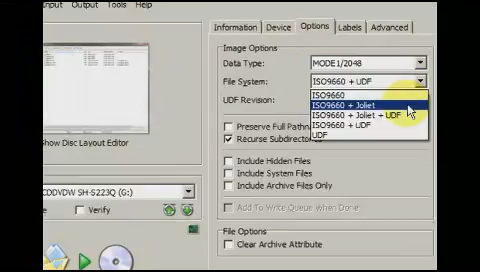 Input Output Tools Help
Information Device Options Labels Advanced
Image Options
Data Type: MODE1/2048
File System: ISO9660 + UDF
ISO9660
UDF Revision: ISO9660 + Joliet
ISO9660 + Joliet + UDF
Preserve Full Pathn ISO9660 + UDF
UDF
Recurse Subdirector
Show Disc Layout Editor
Include Hidden Files
Include System Files
Include Archive Files Only
CDDVDW SH-S223Q (G:)
Verify
Add To Write Queue When Done
File Options
Clear Archive Attribute